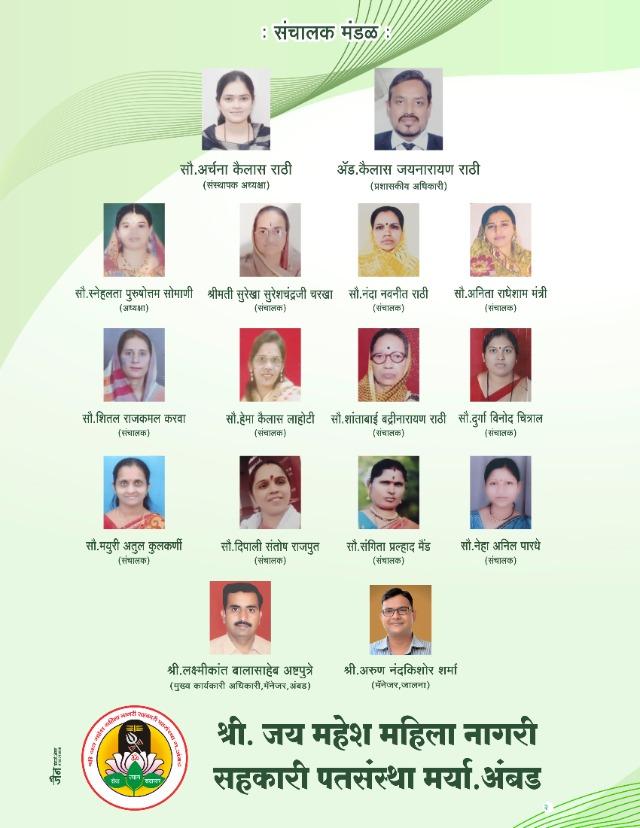 : संचालक मंडळ :
सौ.अर्चना कैलास राठी
(संस्थापक अध्यक्षा)
ॲड.कैलास जयनारायण राठी
(प्रशासकीय अधिकारी)
सौ.स्नेहलता पुरुषोत्तम सोमाणी
(अध्यक्षा)
श्रीमती सुरेखा सुरेशचंद्रजी चरखा
(संचालक)
सौ.नंदा नवनीत राठी
(संचालक)
सौ.अनिता राधेशाम मंत्री
(संचालक)
सौ.शितल राजकमल करवा
(संचालक)
सौ.हेमा कैलास लाहोटी
(संचालक)
सौ.शांताबाई बद्रीनारायण राठी
(संचालक)
सौ.दुर्गा विनोद चित्राल
(संचालक)
सौ.मयुरी अतुल कुलकर्णी
(संचालक)
सौ.दिपाली संतोष राजपुत
(संचालक)
सौ.संगिता प्रल्हाद मैंड
(संचालक)
सौ.नेहा अनिल पारधे
(संचालक)
श्री.लक्ष्मीकांत बालासाहेब अष्टपुत्रे
(मुख्य कार्यकारी अधिकारी,मॅनेजर,अंबड)
श्री.अरुण नंदकिशोर शर्मा
(मॅनेजर,जालना)
श्री. जय महेश महिला नागरी
सहकारी पतसंस्था मर्या.अंबड
जैन
२